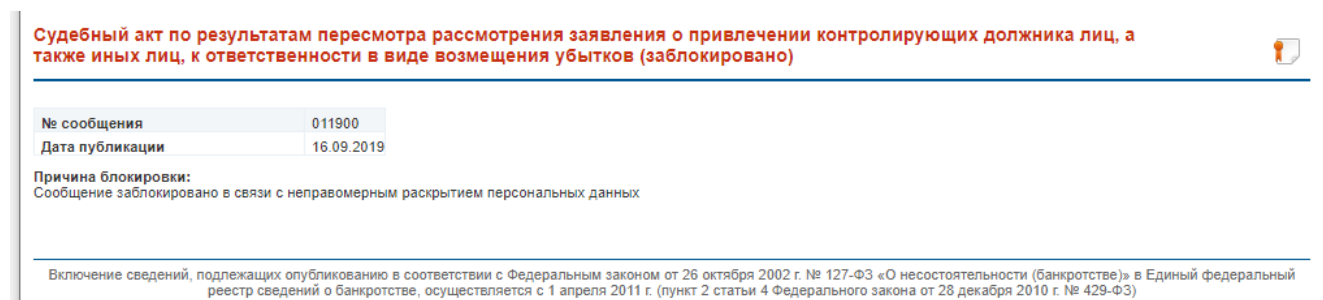 Судебный акт по результатам пересмотра рассмотрения заявления о привлечении контролирующих должника лиц, а
также иных лиц, к ответственности в виде возмещения убытков (заблокировано)
№ сообщения 011900
Дата публикации 16.09.2019
Причина блокировки:
Сообщение заблокировано в связи с неправомерным раскрытием персональных данных
Включение сведений, подлежащих опубликованию в соответствии с Федеральным законом от 26 октября 2002 г. № 127-ФЗ «О несостоятельности (банкротстве)» в Единый федеральный
реестр сведений о банкротстве, осуществляется с 1 апреля 2011 г. (пункт 2 статьи 4 Федерального закона от 28 декабря 2010 г. № 429-ФЗ)